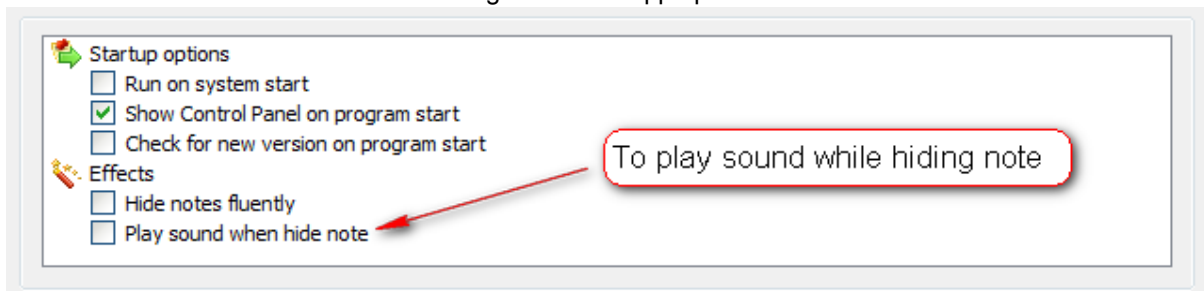 Startup options
Run on system start
Show Control Panel on program start
Check for new version on program start
Effects
Hide notes fluently
Play sound when hide note
To play sound while hiding note